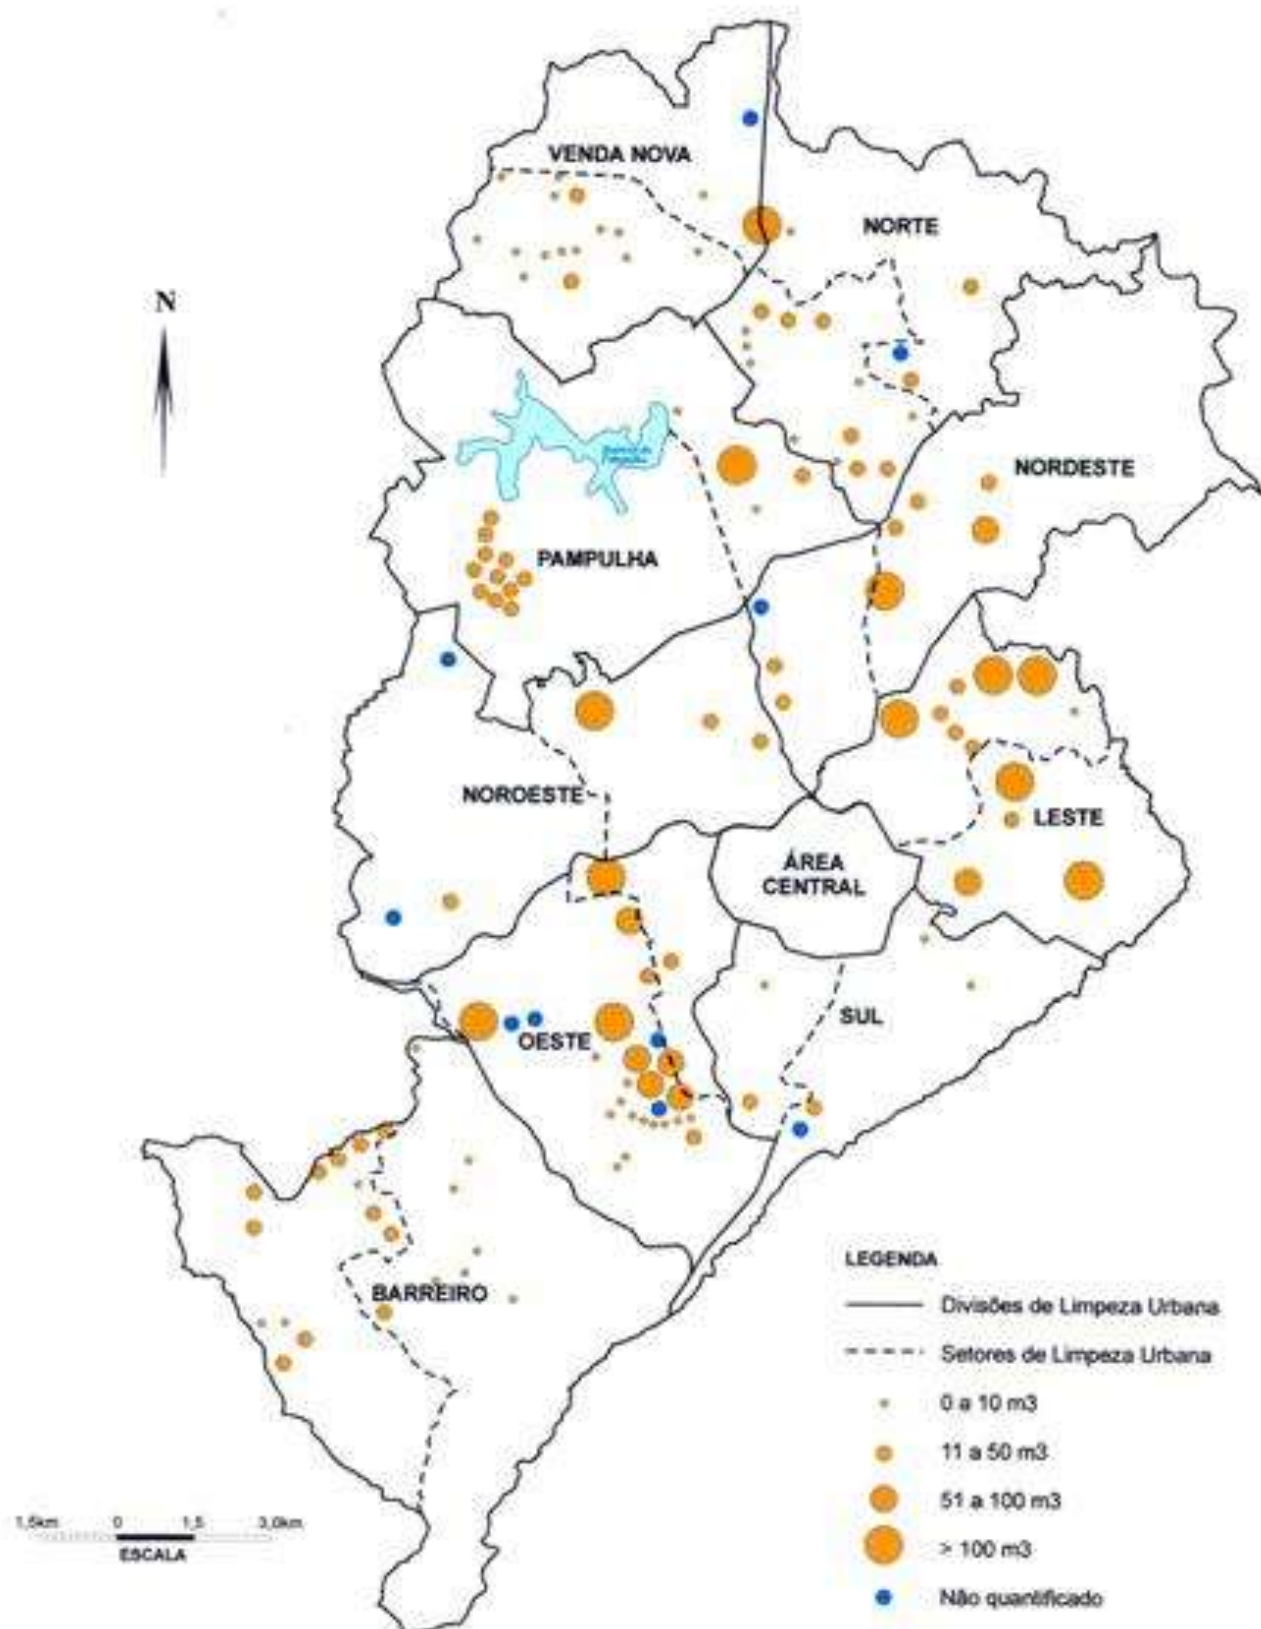 VENDA NOVA
NORTE
N
NORDESTE
PAMPULHA
NOROESTE
LESTE
ÁREA
CENTRAL
SUL
OESTE
BARREIRO
LEGENDA
Divisões de Limpeza Urbana
Setores de Limpeza Urbana
0 a 10 m3
11 a 50 m3
51 a 100 m3
> 100 m3
Não quantificado
1,5km 0 1,5 3,0km
ESCALA